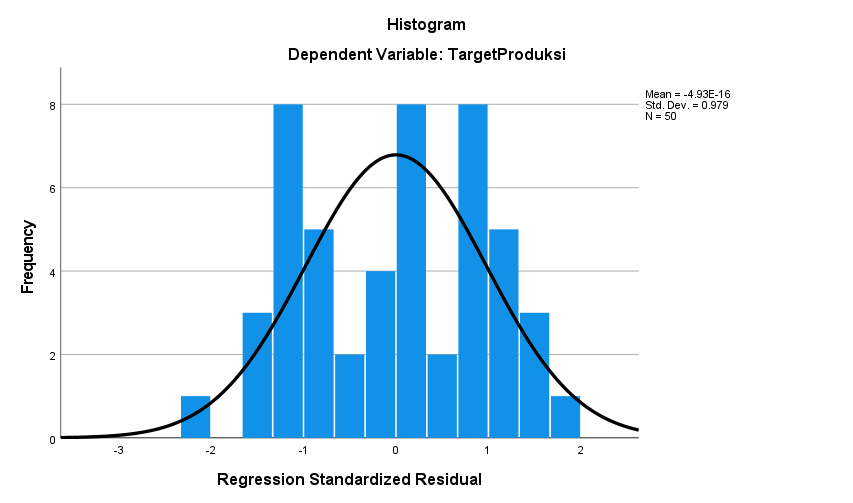 Histogram
Dependent Variable: TargetProduksi
Mean = -4.93E-16
Std. Dev. = 0.979
N = 50
Frequency
8
6
4
2
0
-3 -2 -1 0 1 2
Regression Standardized Residual